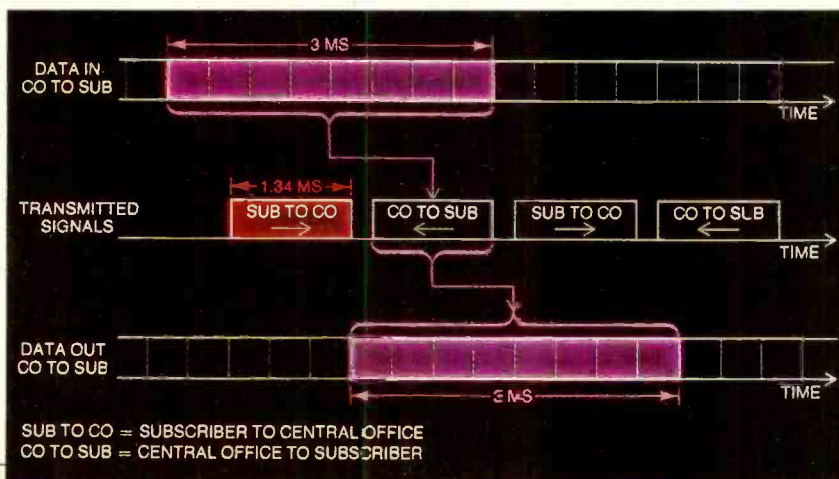 3 MS
DATA IN
CO TO SUB
TIME
1.34 MS
TRANSMITTED
SIGNALS
SUB TO CO
CO TO SUB
SUB TO CO
CO TO SUB
TIME
DATA OUT
CO TO SUB
3 MS
TIME
SUB TO CO = SUBSCRIBER TO CENTRAL OFFICE
CO TO SUB = CENTRAL OFFICE TO SUBSCRIBER